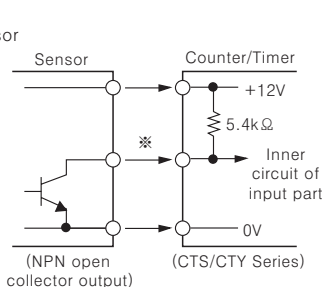 sor
Sensor
Counter/Timer
+12V
5.4kΩ
※
Inner
circuit of
input part
0V
(NPN open
collector output)
(CTS/CTY Series)